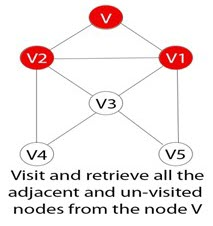 V
V2
V1
V3
V4
V5
Visit and retrieve all the
adjacent and un-visited
nodes from the node V